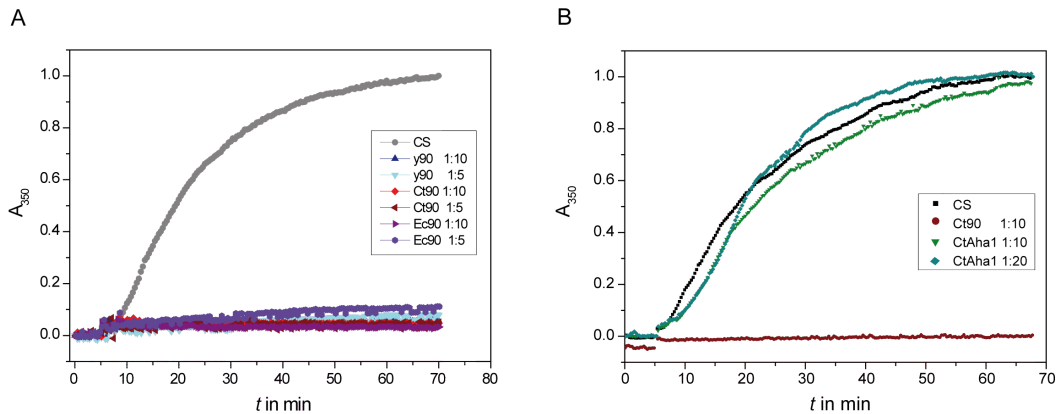 A
B
1.0
0.8
0.6
0.4
0.2
0.0
A350
0 10 20 30 40 50 60 70 80
t in min
CS
y90 1:10
y90 1:5
Ct90 1:10
Ct90 1:5
Ec90 1:10
Ec90 1:5
1.0
0.8
0.6
0.4
0.2
0.0
A350
0 10 20 30 40 50 60 70
t in min
CS
Ct90 1:10
CtAha1 1:10
CtAha1 1:20